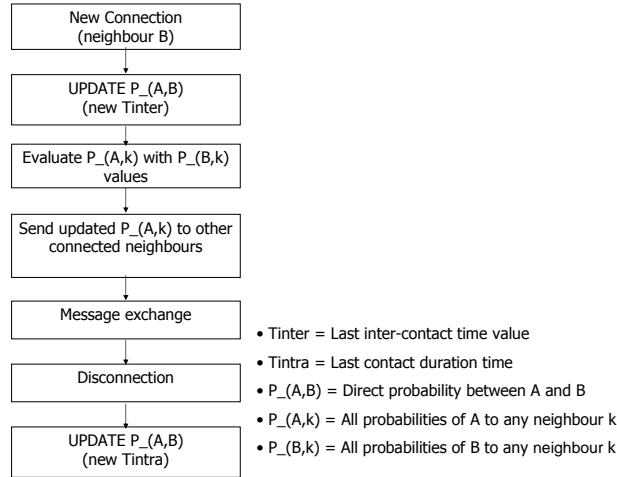 New Connection
(neighbour B)
UPDATE P_(A,B)
(new Tinter)
Evaluate P_(A,k) with P_(B,k)
values
Send updated P_(A,k) to other
connected neighbours
Message exchange
Disconnection
UPDATE P_(A,B)
(new Tintra)
• Tinter = Last inter-contact time value
• Tintra = Last contact duration time
• P_(A,B) = Direct probability between A and B
• P_(A,k) = All probabilities of A to any neighbour k
• P_(B,k) = All probabilities of B to any neighbour k